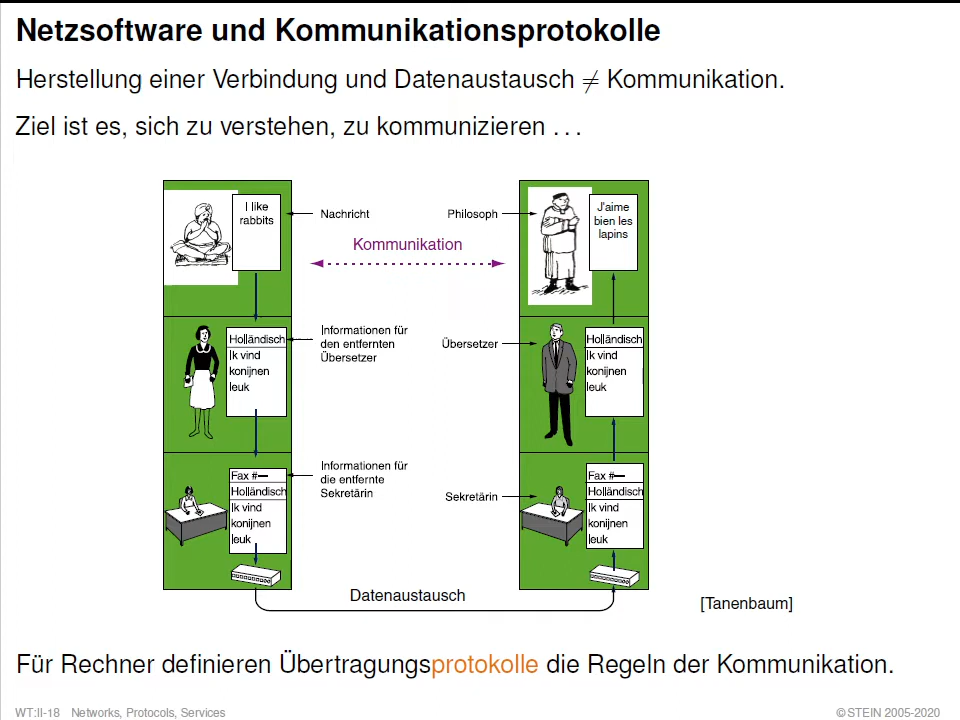 Netzsoftware und Kommunikationsprotokolle
Herstellung einer Verbindung und Datenaustausch ≠ Kommunikation.
Ziel ist es, sich zu verstehen, zu kommunizieren . . .
I like
rabbits
Nachricht
Philosoph
J'aime
bien les
lapins
Kommunikation
Holländisch
Ik vind
konijnen
leuk
Informationen für
den entfernten
Übersetzer
Übersetzer
Holländisch
Ik vind
konijnen
leuk
Fax #—
Holländisch
Ik vind
konijnen
leuk
Informationen für
die entfernte
Sekretärin
Sekretärin
Fax #—
Holländisch
Ik vind
konijnen
leuk
Datenaustausch
[Tanenbaum]
Für Rechner definieren Übertragungsprotokolle die Regeln der Kommunikation.
WT:II-18 Networks, Protocols, Services
©STEIN 2005-2020